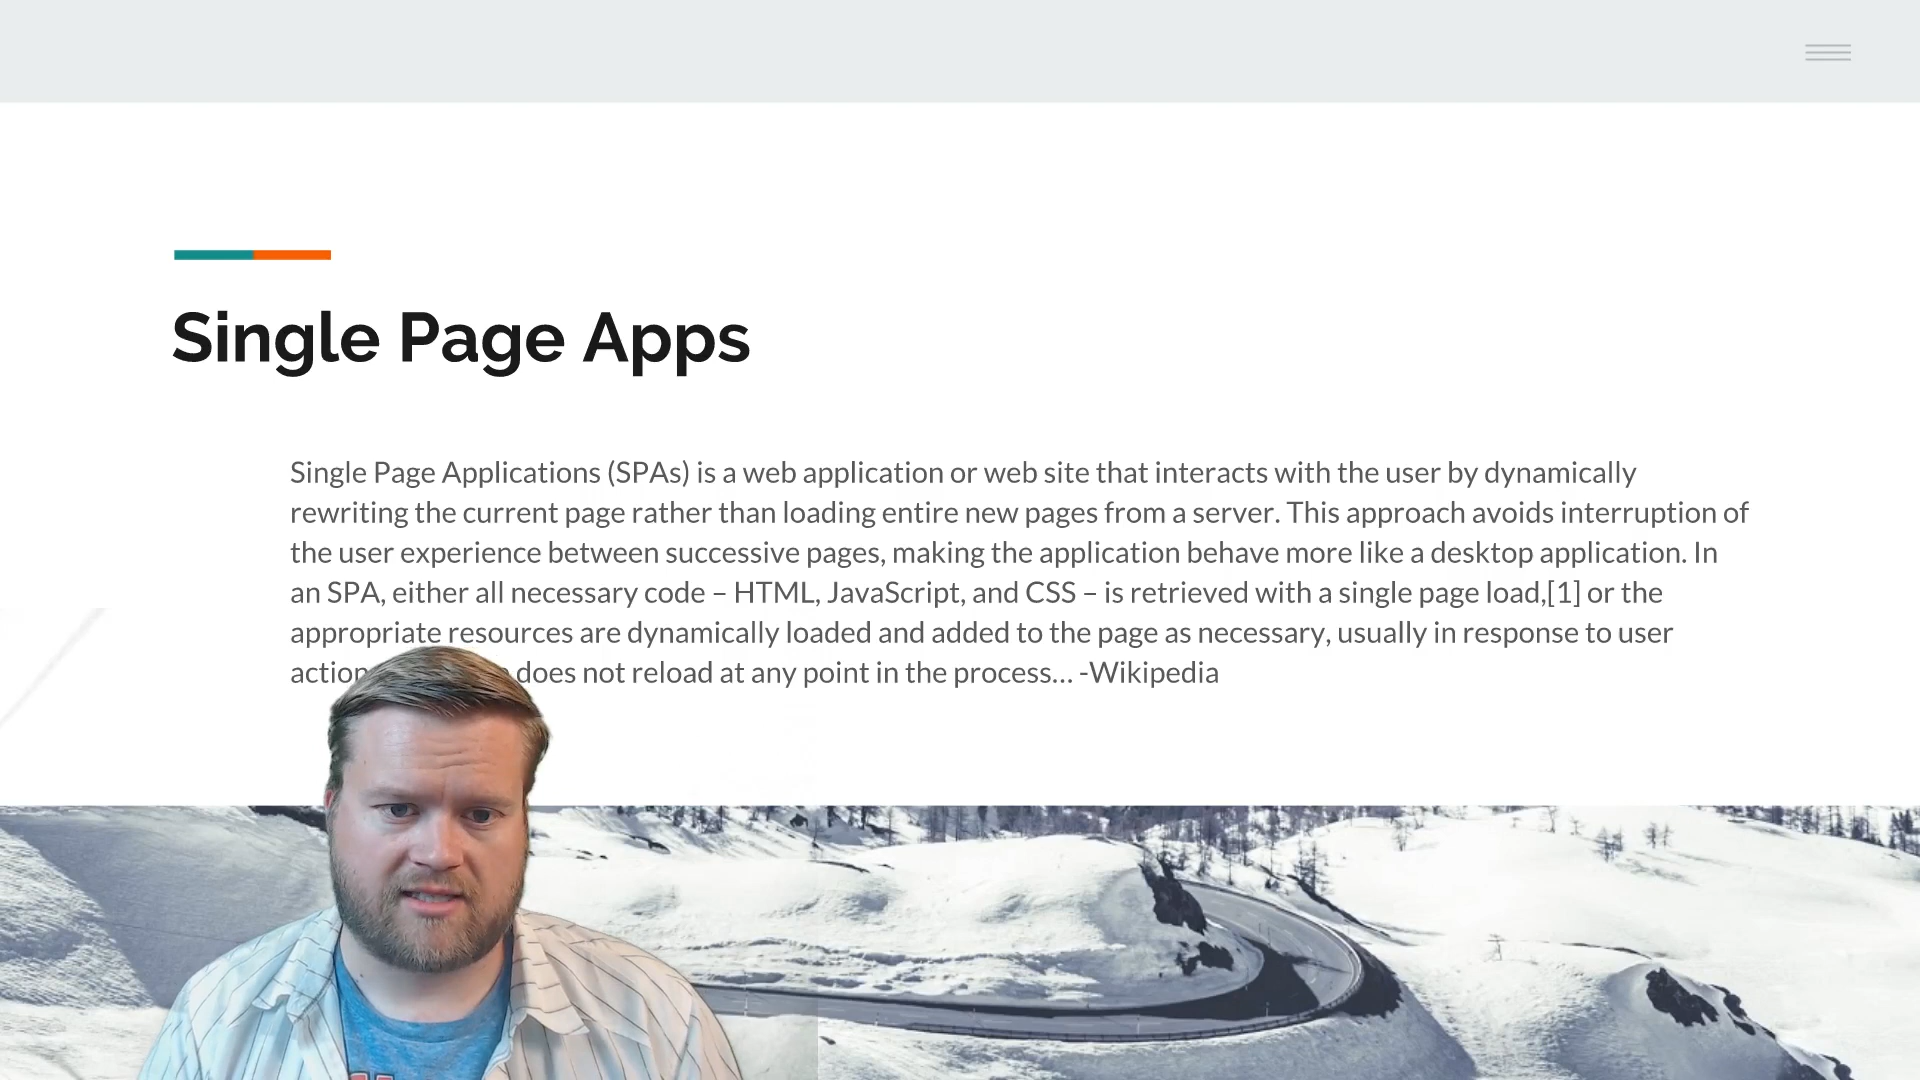 Single Page Apps
Single Page Applications (SPAs) is a web application or web site that interacts with the user by dynamically
rewriting the current page rather than loading entire new pages from a server. This approach avoids interruption of
the user experience between successive pages, making the application behave more like a desktop application. In
an SPA, either all necessary code – HTML, JavaScript, and CSS – is retrieved with a single page load,[1] or the
appropriate resources are dynamically loaded and added to the page as necessary, usually in response to user
does not reload at any point in the process... -Wikipedia